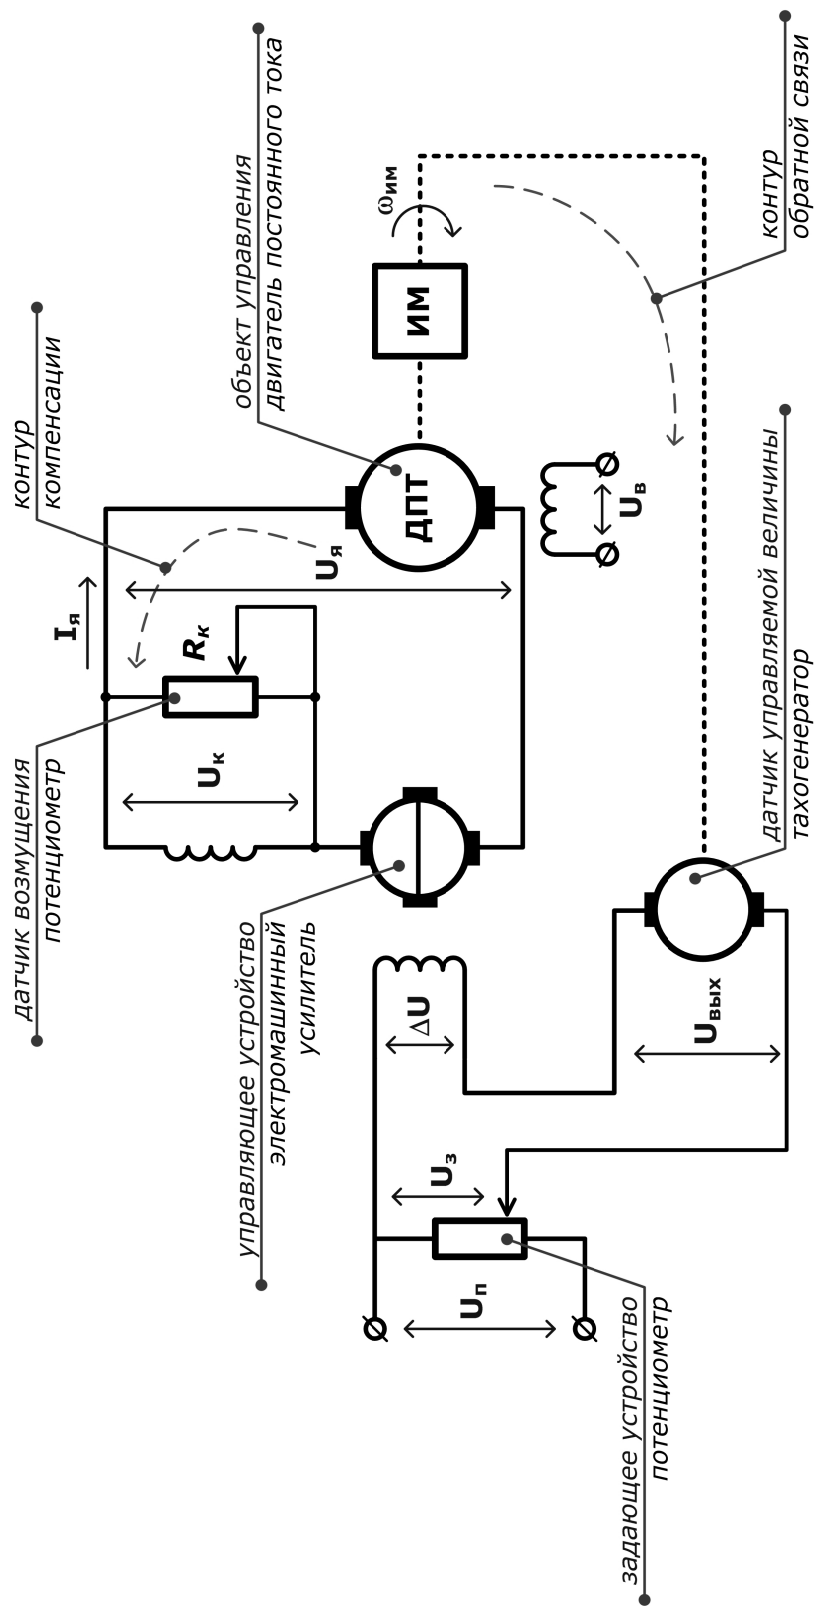 задающее устройство
потенциометр
Uп
Uз
ΔU
управляющее устройство
электромашинный
усилитель
датчик возмущения
потенциометр
Uк
Rк
Iя
контур
компенсации
Uя
объект управления
двигатель постоянного тока
ДПТ
ИМ
ωим
Uв
контур
обратной связи
датчик управляемой величины
тахогенератор
Uвых